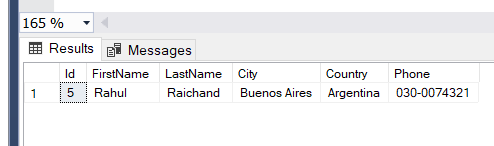 165 %
Results Messages
Id FirstName LastName City Country Phone
1 5 Rahul Raichand Buenos Aires Argentina 030-0074321